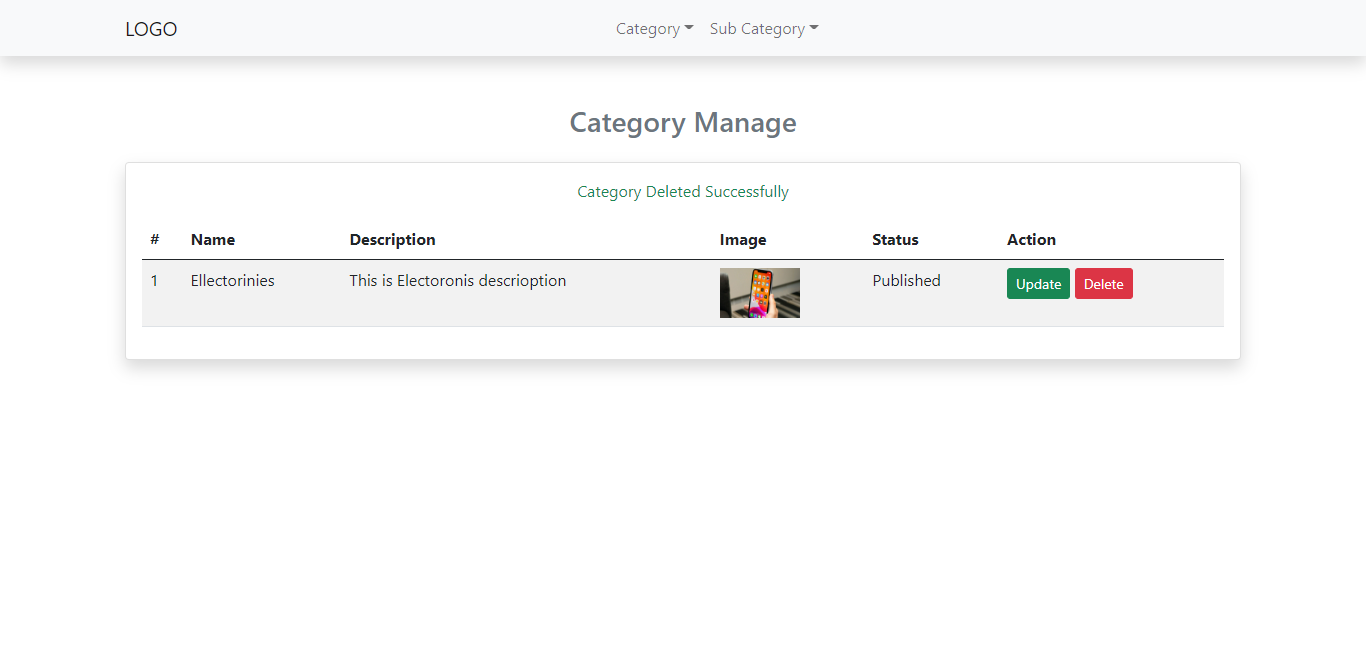 LOGO Category Sub Category
Category Manage
Category Deleted Successfully
# Name Description Image Status Action
1 Ellectorinies This is Electoronis descrioption Published Update Delete